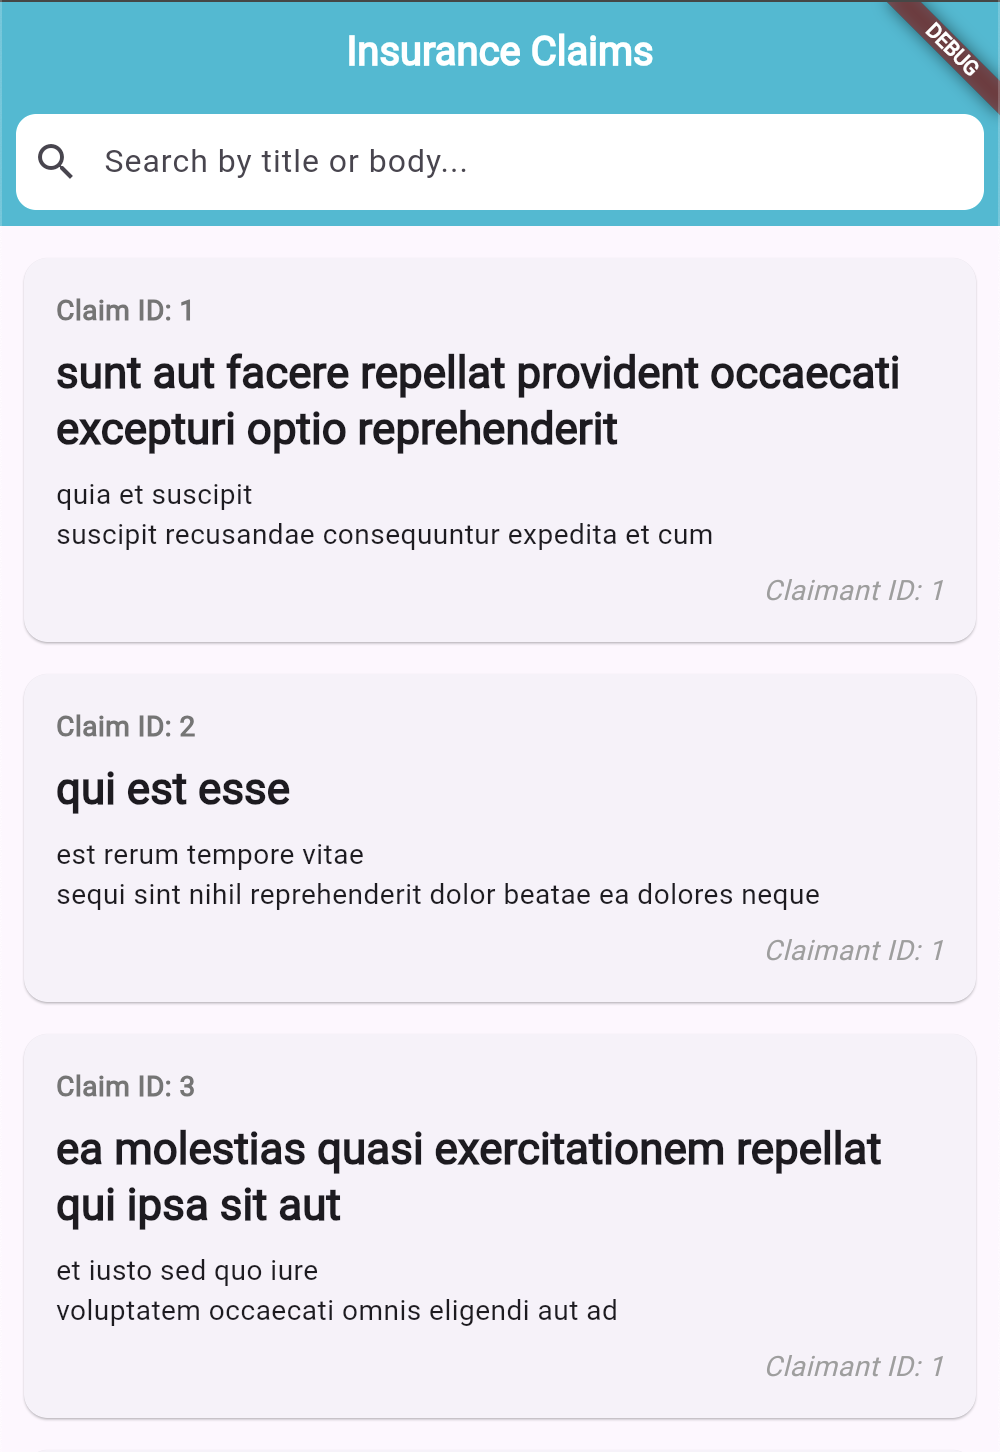 Insurance Claims
DEBUG
Search by title or body...
Claim ID: 1
sunt aut facere repellat provident occaecati
excepturi optio reprehenderit
quia et suscipit
suscipit recusandae consequuntur expedita et cum
Claimant ID: 1
Claim ID: 2
qui est esse
est rerum tempore vitae
sequi sint nihil reprehenderit dolor beatae ea dolores neque
Claimant ID: 1
Claim ID: 3
ea molestias quasi exercitationem repellat
qui ipsa sit aut
et iusto sed quo iure
voluptatem occaecati omnis eligendi aut ad
Claimant ID: 1